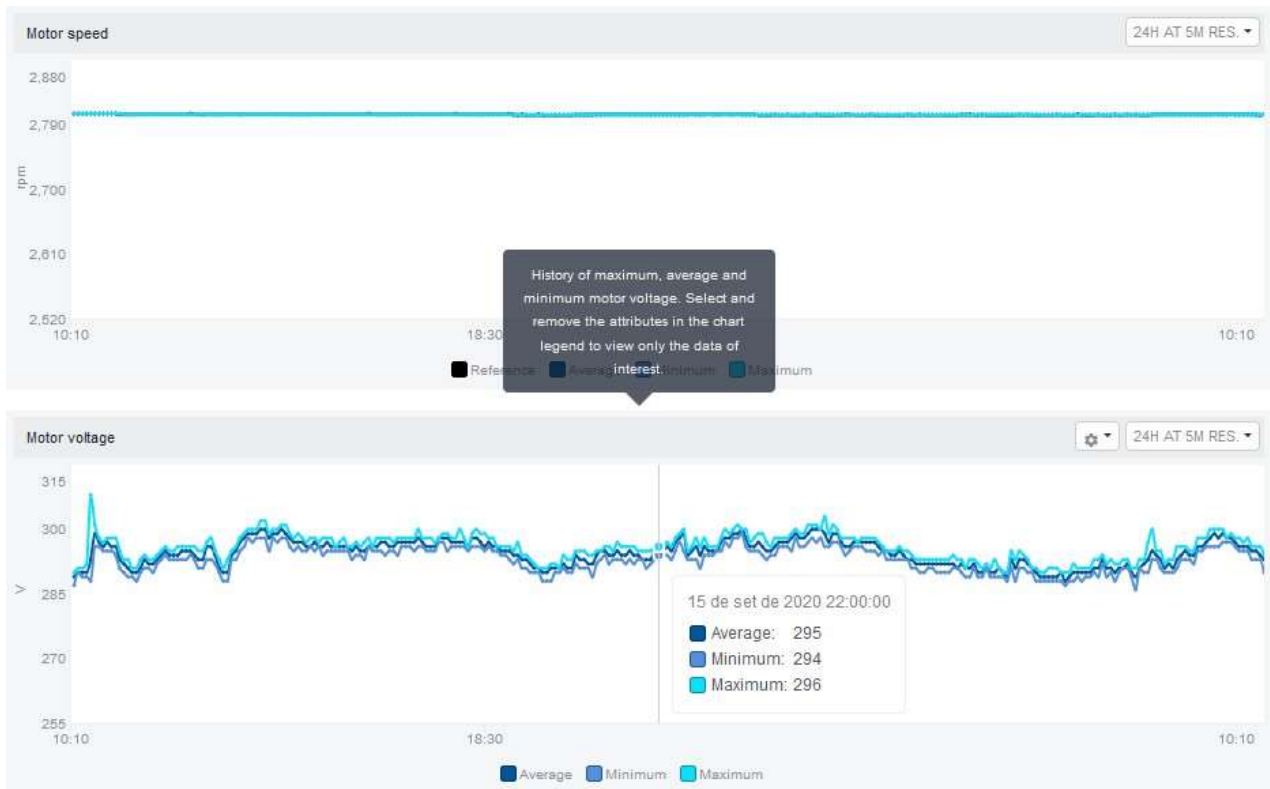 Motor speed
24H AT 5M RES.
2,880
2,790
rpm
2,700
2,610
2,520
10:10
18:30
10:10
History of maximum, average and
minimum motor voltage. Select and
remove the attributes in the chart
legend to view only the data of
interest.
Reference Average Minimum Maximum
Motor voltage
24H AT 5M RES.
315
300
V
285
270
255
15 de set de 2020 22:00:00
Average: 295
Minimum: 294
Maximum: 296
10:10
18:30
10:10
Average Minimum Maximum